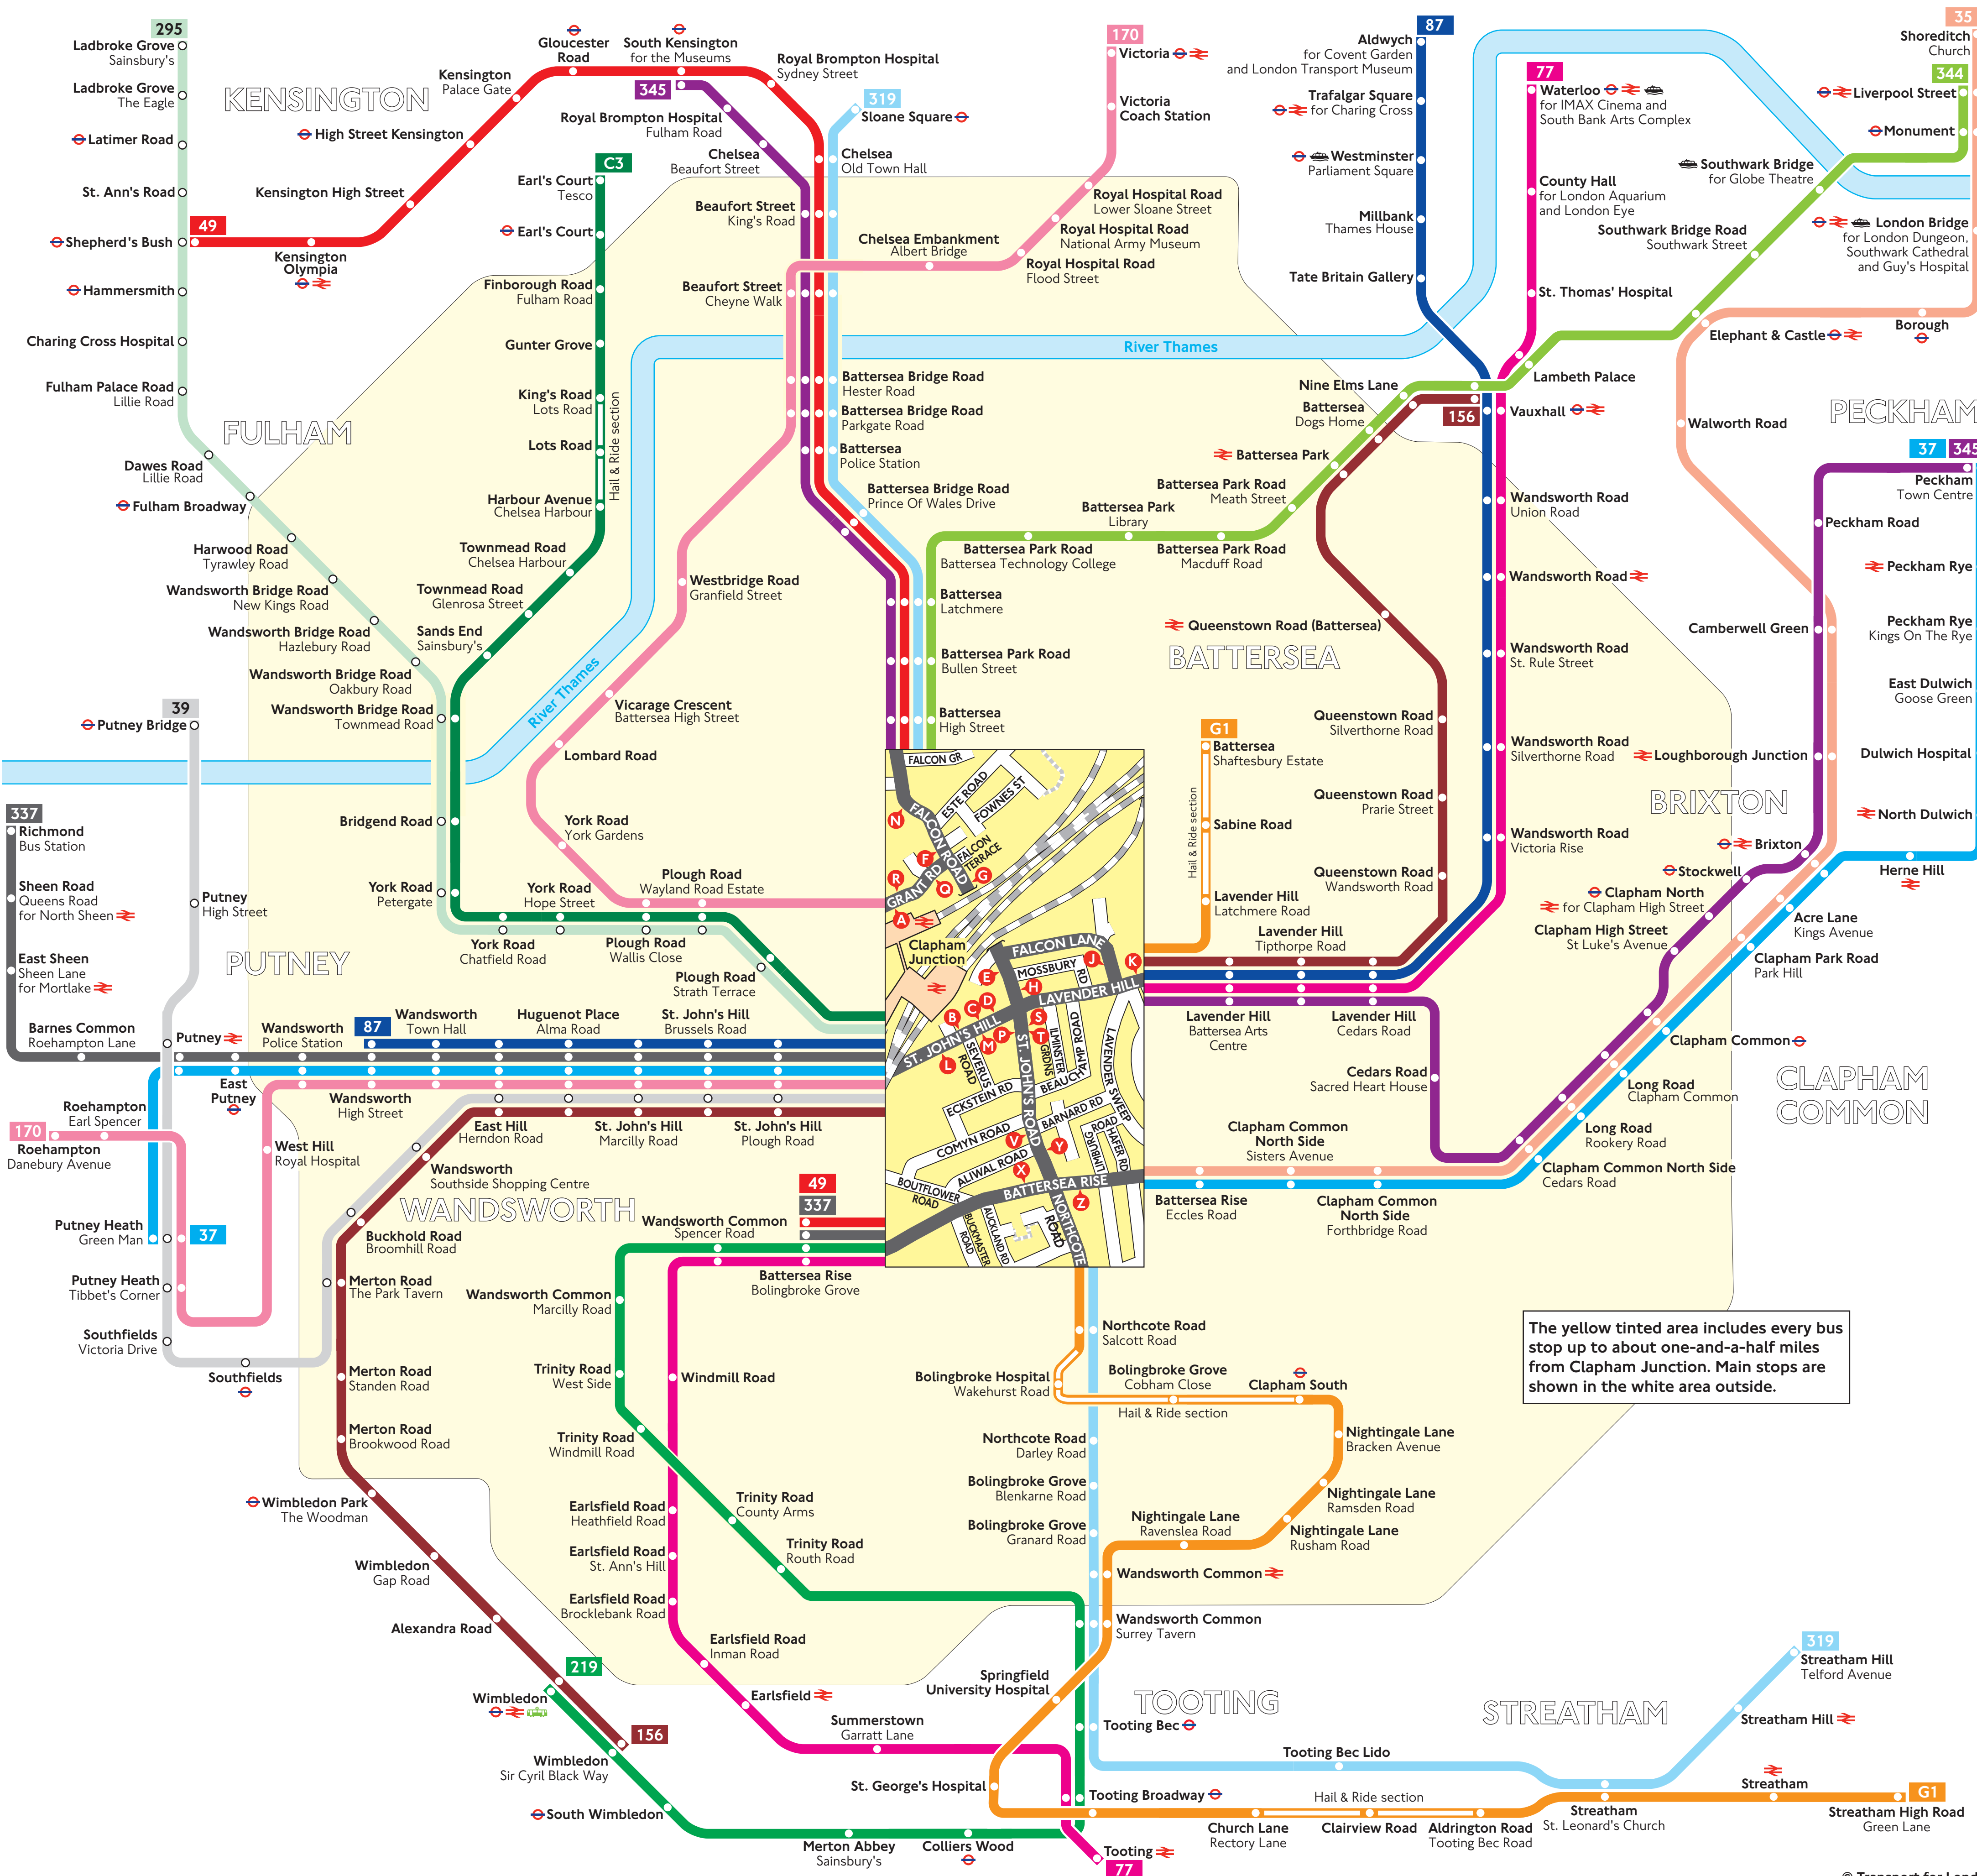 295
Ladbroke Grove
Sainsbury's
Ladbroke Grove
The Eagle
Latimer Road
St. Ann's Road
Shepherd's Bush
49
Hammersmith
Charing Cross Hospital
Fulham Palace Road
Lillie Road
Dawes Road
Lillie Road
Fulham Broadway
Harwood Road
Tyrawley Road
Wandsworth Bridge Road
New Kings Road
Wandsworth Bridge Road
Hazlebury Road
Wandsworth Bridge Road
Oakbury Road
Wandsworth Bridge Road
Townmead Road
Bridgend Road
York Road
Petergate
KENSINGTON
FULHAM
Kensington
Olympia
Kensington High Street
High Street Kensington
Kensington
Palace Gate
Gloucester
Road
South Kensington
for the Museums
345
Royal Brompton Hospital
Sydney Street
Royal Brompton Hospital
Fulham Road
Chelsea
Beaufort Street
319
Sloane Square
Chelsea
Old Town Hall
Beaufort Street
King's Road
Beaufort Street
Cheyne Walk
C3
Earl's Court
Tesco
Earl's Court
Finborough Road
Fulham Road
Gunter Grove
King's Road
Lots Road
Lots Road
Hail & Ride section
Harbour Avenue
Chelsea Harbour
Townmead Road
Chelsea Harbour
Townmead Road
Glenrosa Street
Sands End
Sainsbury's
River Thames
170
Victoria
Victoria
Coach Station
Royal Hospital Road
Lower Sloane Street
Royal Hospital Road
National Army Museum
Royal Hospital Road
Flood Street
Chelsea Embankment
Albert Bridge
River Thames
Battersea Bridge Road
Hester Road
Battersea Bridge Road
Parkgate Road
Battersea
Police Station
Battersea Bridge Road
Prince Of Wales Drive
Battersea
Latchmere
Battersea Park Road
Bullen Street
Battersea
High Street
Westbridge Road
Granfield Street
Vicarage Crescent
Battersea High Street
Lombard Road
York Road
York Gardens
Plough Road
Wayland Road Estate
York Road
Hope Street
York Road
Chatfield Road
Plough Road
Wallis Close
Plough Road
Strath Terrace
87
Aldwych
for Covent Garden
and London Transport Museum
Trafalgar Square
for Charing Cross
Westminster
Parliament Square
Millbank
Thames House
Tate Britain Gallery
77
Waterloo
for IMAX Cinema and
South Bank Arts Complex
County Hall
for London Aquarium
and London Eye
St. Thomas' Hospital
35
Shoreditch
Church
344
Liverpool Street
Monument
Southwark Bridge
for Globe Theatre
Southwark Bridge Road
Southwark Street
London Bridge
for London Dungeon,
Southwark Cathedral
and Guy's Hospital
Borough
Elephant & Castle
Lambeth Palace
Walworth Road
Nine Elms Lane
156
Vauxhall
Battersea
Dogs Home
Battersea Park
Battersea Park Road
Meath Street
Battersea Park
Library
Battersea Park Road
Battersea Technology College
Battersea Park Road
Macduff Road
Queenstown Road (Battersea)
BATTERSEA
Queenstown Road
Silverthorne Road
Queenstown Road
Prarie Street
Queenstown Road
Wandsworth Road
Wandsworth Road
Union Road
Wandsworth Road
Wandsworth Road
St. Rule Street
Wandsworth Road
Silverthorne Road
Wandsworth Road
Victoria Rise
PECKHAM
37
345
Peckham
Town Centre
Peckham Road
Peckham Rye
Peckham Rye
Kings On The Rye
Camberwell Green
East Dulwich
Goose Green
Dulwich Hospital
Loughborough Junction
BRIXTON
North Dulwich
Brixton
Stockwell
Herne Hill
Clapham North
for Clapham High Street
Clapham High Street
St Luke's Avenue
Acre Lane
Kings Avenue
Clapham Park Road
Park Hill
Clapham Common
CLAPHAM
COMMON
Long Road
Clapham Common
Long Road
Rookery Road
Clapham Common North Side
Cedars Road
G1
Battersea
Shaftesbury Estate
Sabine Road
Hail & Ride section
Lavender Hill
Latchmere Road
Lavender Hill
Tipthorpe Road
Lavender Hill
Battersea Arts
Centre
Lavender Hill
Cedars Road
Cedars Road
Sacred Heart House
Clapham Common
North Side
Sisters Avenue
Battersea Rise
Eccles Road
Clapham Common
North Side
Forthbridge Road
39
Putney Bridge
Putney
High Street
PUTNEY
337
Richmond
Bus Station
Sheen Road
Queens Road
for North Sheen
East Sheen
Sheen Lane
for Mortlake
Barnes Common
Roehampton Lane
Putney
Wandsworth
Police Station
87
Wandsworth
Town Hall
Huguenot Place
Alma Road
St. John's Hill
Brussels Road
East
Putney
Wandsworth
High Street
East Hill
Herndon Road
St. John's Hill
Marcilly Road
St. John's Hill
Plough Road
Roehampton
Earl Spencer
170
Roehampton
Danebury Avenue
West Hill
Royal Hospital
Putney Heath
Green Man
37
Putney Heath
Tibbet's Corner
Southfields
Victoria Drive
Southfields
Wandsworth
Southside Shopping Centre
WANDSWORTH
Buckhold Road
Broomhill Road
Merton Road
The Park Tavern
Merton Road
Standen Road
Merton Road
Brookwood Road
Wimbledon Park
The Woodman
Wimbledon
Gap Road
Alexandra Road
219
Wimbledon
156
Wimbledon
Sir Cyril Black Way
South Wimbledon
Merton Abbey
Sainsbury's
Colliers Wood
49
337
Wandsworth Common
Spencer Road
Battersea Rise
Bolingbroke Grove
Wandsworth Common
Marcilly Road
Trinity Road
West Side
Windmill Road
Trinity Road
Windmill Road
Trinity Road
County Arms
Trinity Road
Routh Road
Earlsfield Road
Heathfield Road
Earlsfield Road
St. Ann's Hill
Earlsfield Road
Brocklebank Road
Earlsfield Road
Inman Road
Earlsfield
Summerstown
Garratt Lane
FALCON GR
ESTE ROAD
FOWNES ST
FALCON ROAD
FALCON
TERRACE
GRANT RD
N
F
G
R
Q
A
Clapham
Junction
FALCON LANE
MOSSBURY
RD
J
K
E
H
D
C
B
LAVENDER HILL
S
T
P
M
L
ST. JOHN'S HILL
SEVERUS
ROAD
ST. JOHN'S ROAD
ILMINSTER
GRDNS
BEAUCHAMP ROAD
LAVENDER SWEEP
ECKSTEIN RD
COMYN ROAD
BARNARD RD
ROAD
LIMBURG
HAFER RD
V
Y
X
Z
ALIWAL ROAD
BOUTFLOWER
ROAD
BATTERSEA RISE
BUCKMASTER
ROAD
AUCKLAND RD
NORTHCOTE
ROAD
Northcote Road
Salcott Road
Bolingbroke Hospital
Wakehurst Road
Bolingbroke Grove
Cobham Close
Clapham South
Hail & Ride section
Nightingale Lane
Bracken Avenue
Northcote Road
Darley Road
Bolingbroke Grove
Blenkarne Road
Nightingale Lane
Ramsden Road
Bolingbroke Grove
Granard Road
Nightingale Lane
Ravenslea Road
Nightingale Lane
Rusham Road
Wandsworth Common
Wandsworth Common
Surrey Tavern
Springfield
University Hospital
TOOTING
Tooting Bec
STREATHAM
319
Streatham Hill
Telford Avenue
Streatham Hill
Tooting Bec Lido
St. George's Hospital
Tooting Broadway
Hail & Ride section
Church Lane
Rectory Lane
Clairview Road
Aldrington Road
Tooting Bec Road
Streatham
St. Leonard's Church
Streatham
G1
Streatham High Road
Green Lane
Tooting
77
The yellow tinted area includes every bus
stop up to about one-and-a-half miles
from Clapham Junction. Main stops are
shown in the white area outside.